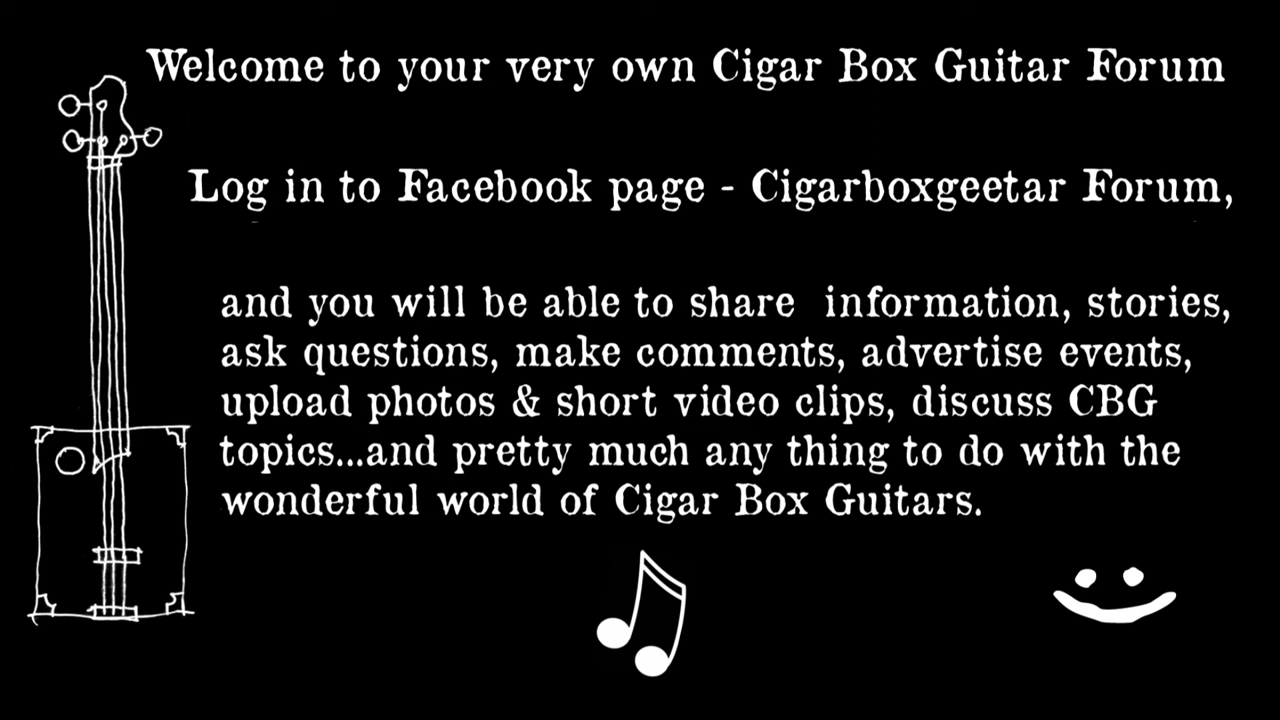 Welcome to your very own Cigar Box Guitar Forum
Log in to Facebook page - Cigarboxgeetar Forum,
and you will be able to share  information, stories,
ask questions, make comments, advertise events,
upload photos & short video clips, discuss CBG
topics...and pretty much any thing to do with the
wonderful world of Cigar Box Guitars.